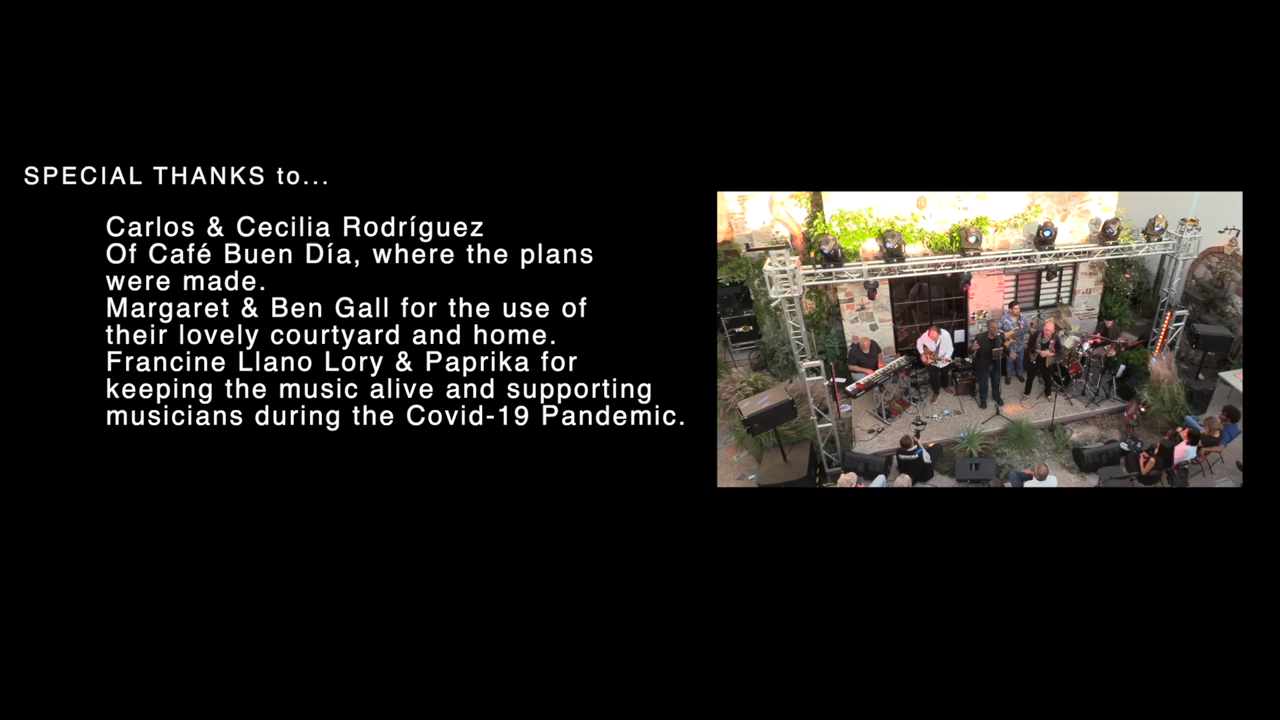 SPECIAL THANKS to...
Carlos & Cecilia Rodríguez
Of Café Buen Día, where the plans
were made.
Margaret & Ben Gall for the use of
their lovely courtyard and home.
Francine Llano Lory & Paprika for
keeping the music alive and supporting
musicians during the Covid-19 Pandemic.